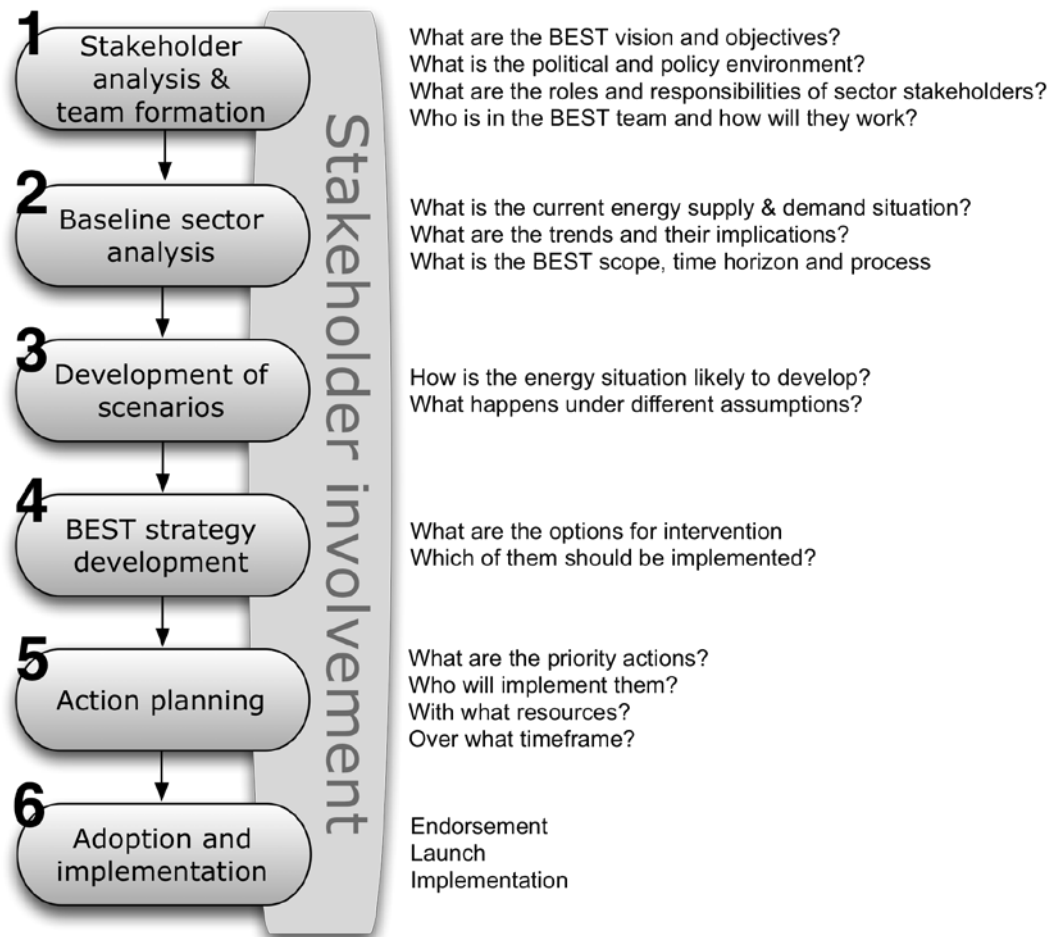 1
Stakeholder
analysis &
team formation
What are the BEST vision and objectives?
What is the political and policy environment?
What are the roles and responsibilities of sector stakeholders?
Who is in the BEST team and how will they work?
2
Baseline sector
analysis
What is the current energy supply & demand situation?
What are the trends and their implications?
What is the BEST scope, time horizon and process
3
Development of
scenarios
How is the energy situation likely to develop?
What happens under different assumptions?
4
BEST strategy
development
What are the options for intervention
Which of them should be implemented?
5
Action planning
What are the priority actions?
Who will implement them?
With what resources?
Over what timeframe?
6
Adoption and
implementation
Endorsement
Launch
Implementation
Stakeholder involvement